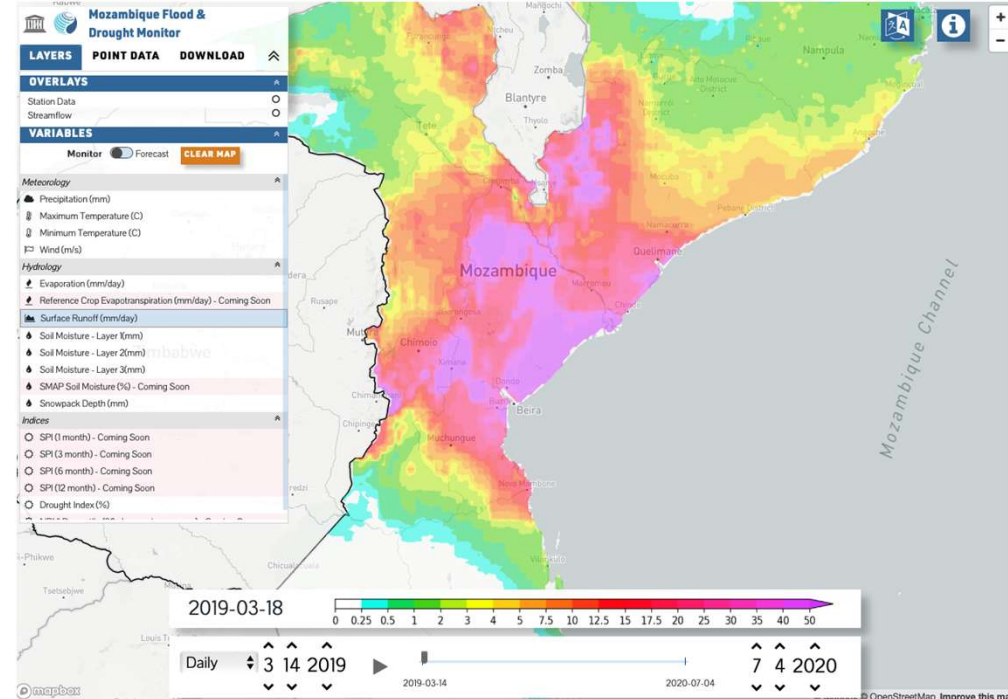 Mozambique Flood &
Drought Monitor
LAYERS POINT DATA DOWNLOAD
OVERLAYS
Station Data
Streamflow
VARIABLES
Monitor Forecast CLEAR MAP
Meteorology
Precipitation (mm)
Maximum Temperature (C)
Minimum Temperature (C)
Wind (m/s)
Hydrology
Evaporation (mm/day)
Reference Crop Evapotranspiration (mm/day) - Coming Soon
Surface Runoff (mm/day)
Soil Moisture - Layer 1(mm)
Soil Moisture - Layer 2(mm)
Soil Moisture - Layer 3(mm)
SMAP Soil Moisture (%) - Coming Soon
Snowpack Depth (mm)
Indices
SPI (1 month) - Coming Soon
SPI (3 month) - Coming Soon
SPI (6 month) - Coming Soon
SPI (12 month) - Coming Soon
Drought Index (%)
Mangochi
Zomba
Blantyre
Thyolo
Tete
Nampula
Angoche
Mocuba
Quelimane
Mozambique
Chimoio
Rusape
Beira
Muchungue
Chipinge
Mozambique Channel
Tsetsebjwe
2019-03-18
0 0.25 0.5 1 2 3 4 5 7.5 10 12.5 15 17.5 20 25 30 35 40 50
Daily 3 14 2019
2019-03-14 2020-07-04
7 4 2020
mapbox
© OpenStreetMap Improve this ma